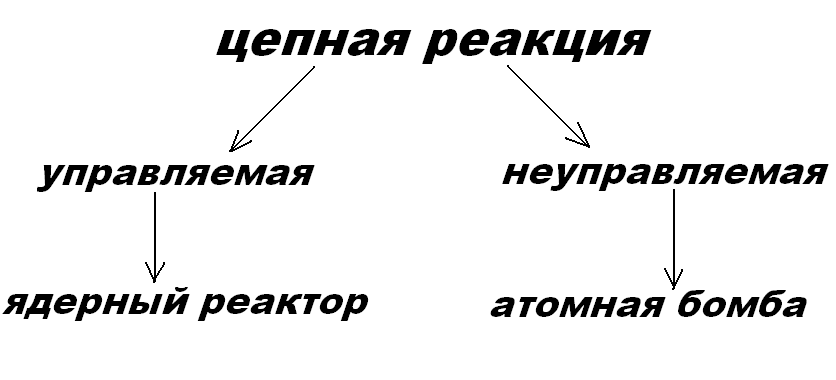 цепная реакция
управляемая
неуправляемая
ядерный реактор
атомная бомба